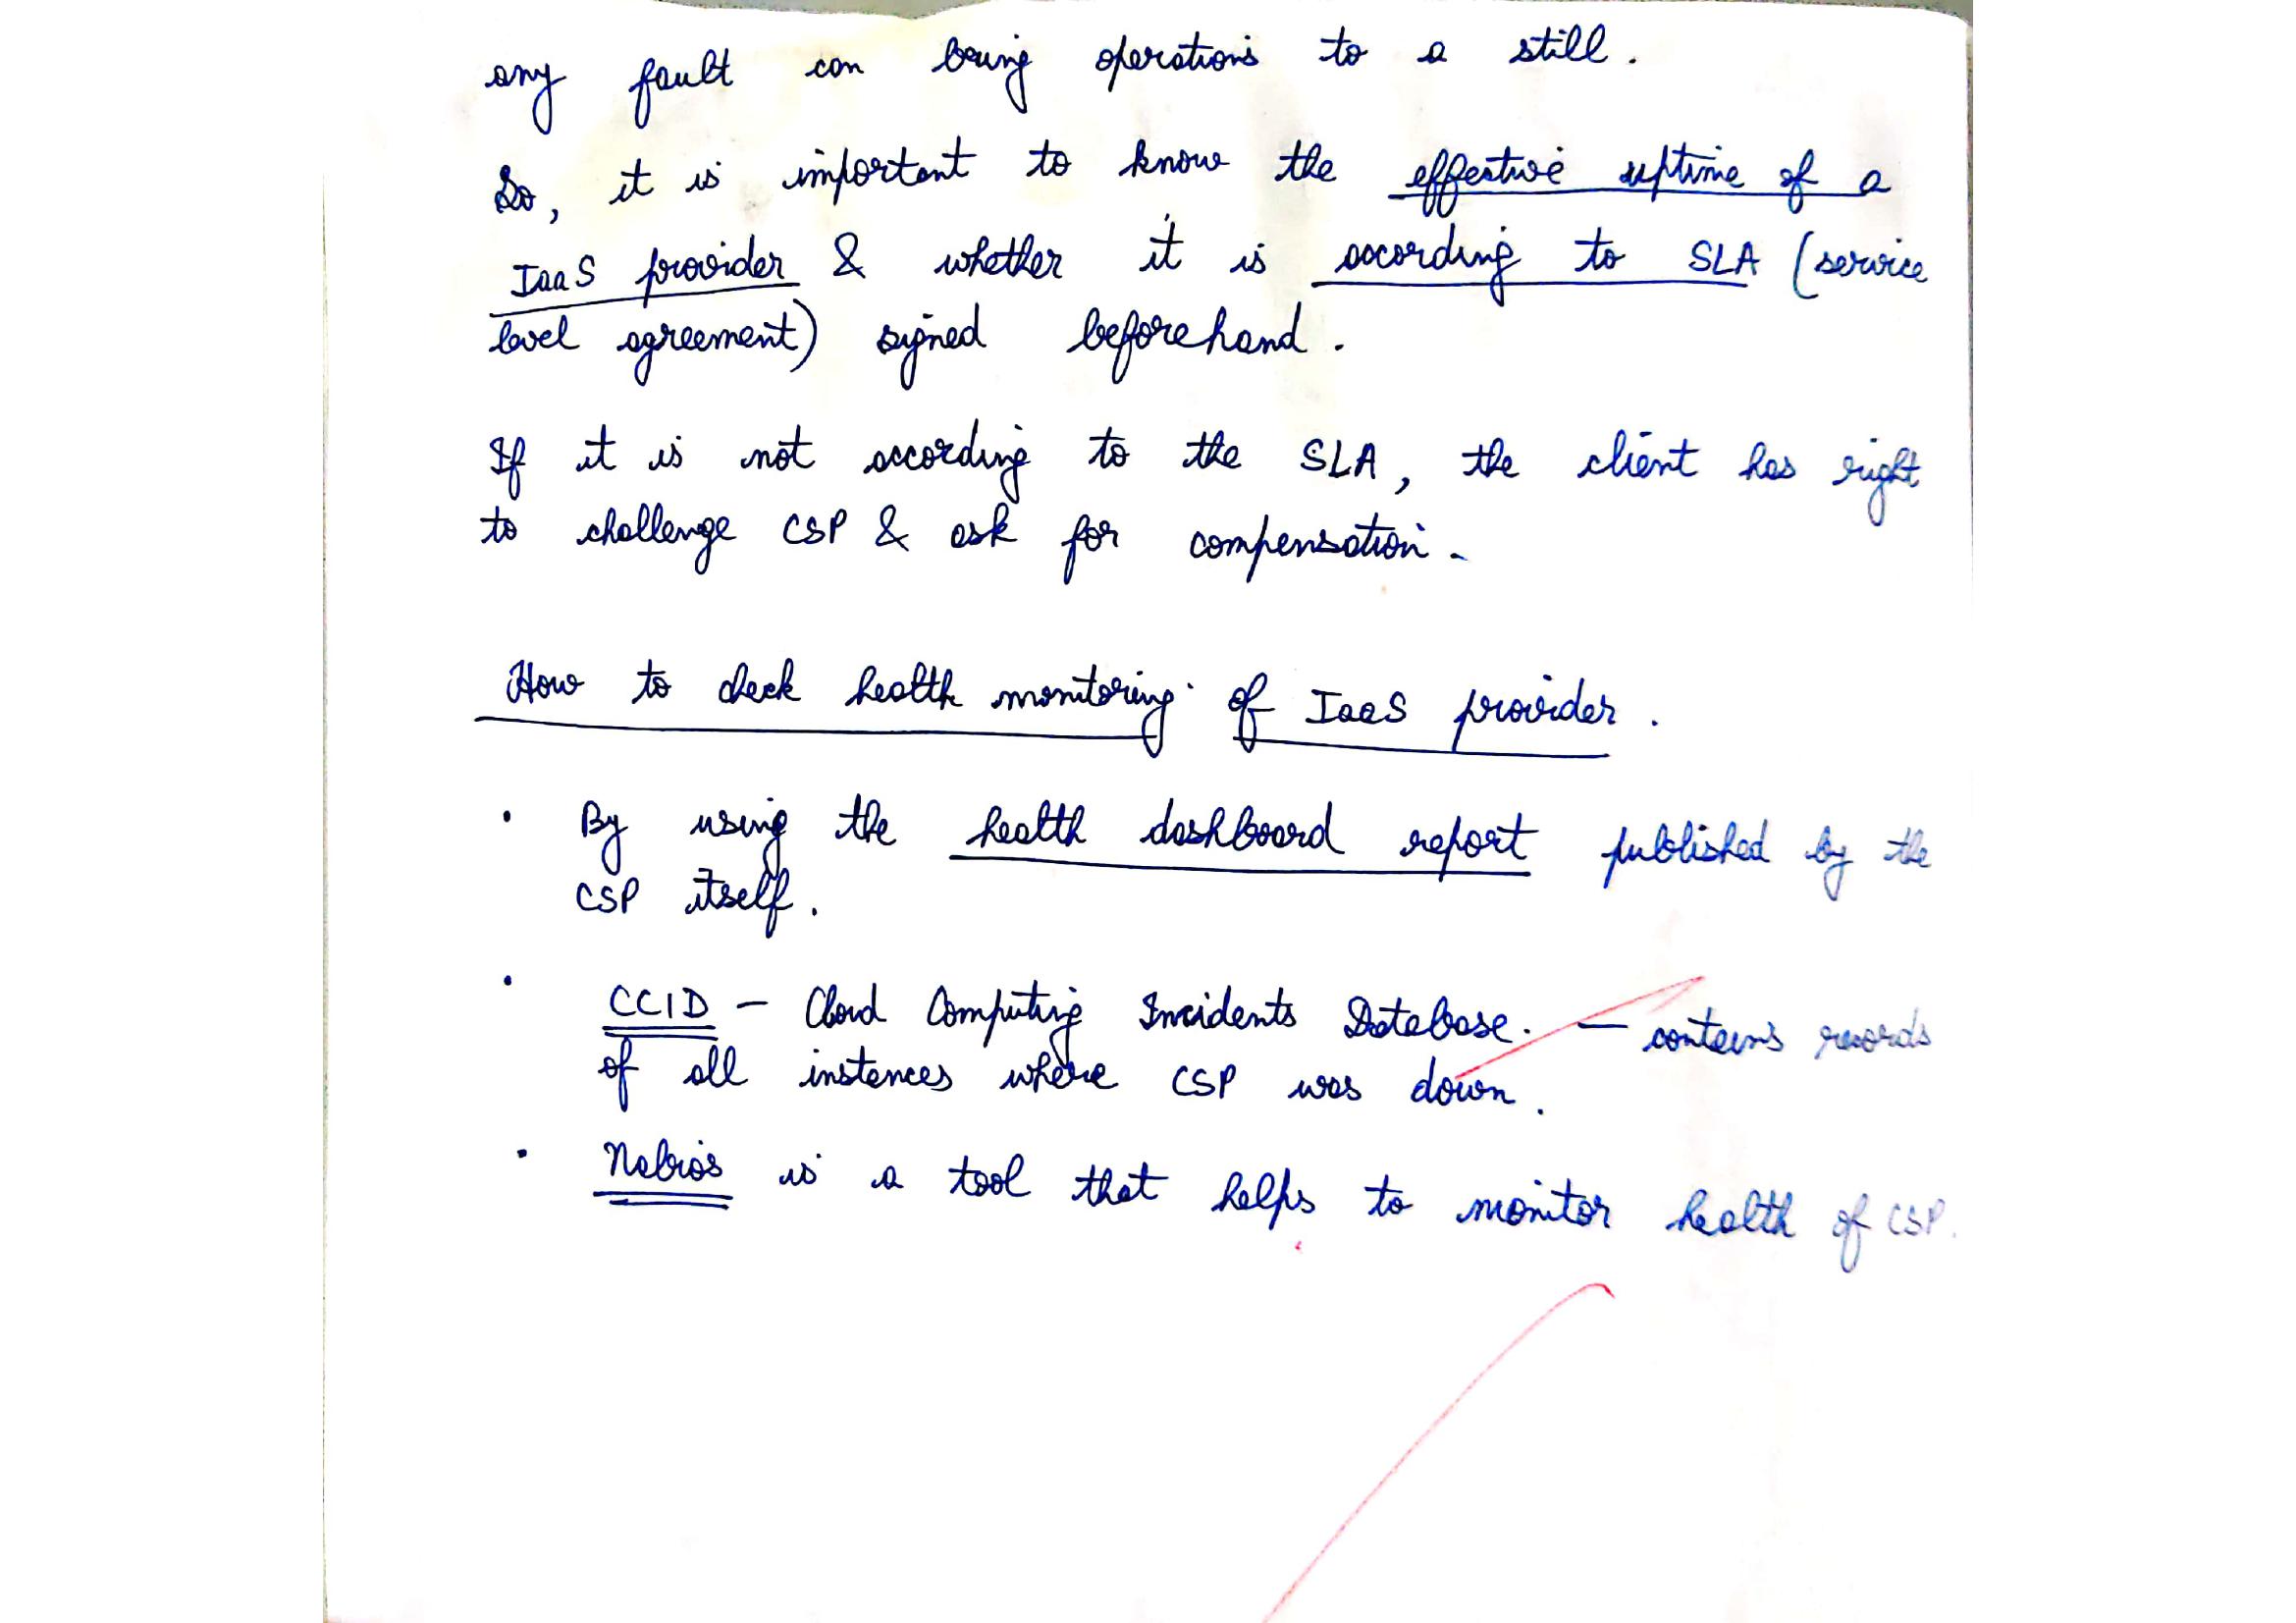 any fault can bring operations to a still.
So, it is important to know the effective uptime of a
IaaS provider & whether it is according to SLA (service
level agreement) signed beforehand.
If it is not according to the SLA, the client has right
to challenge CSP & ask for compensation.
How to check health monitoring of IaaS provider.
• By using the health dashboard report published by the
CSP itself.
• CCID - Cloud Computing Incidents Database. - contains records
of all instances where CSP was down.
• Nabios is a tool that helps to monitor health of CSP.